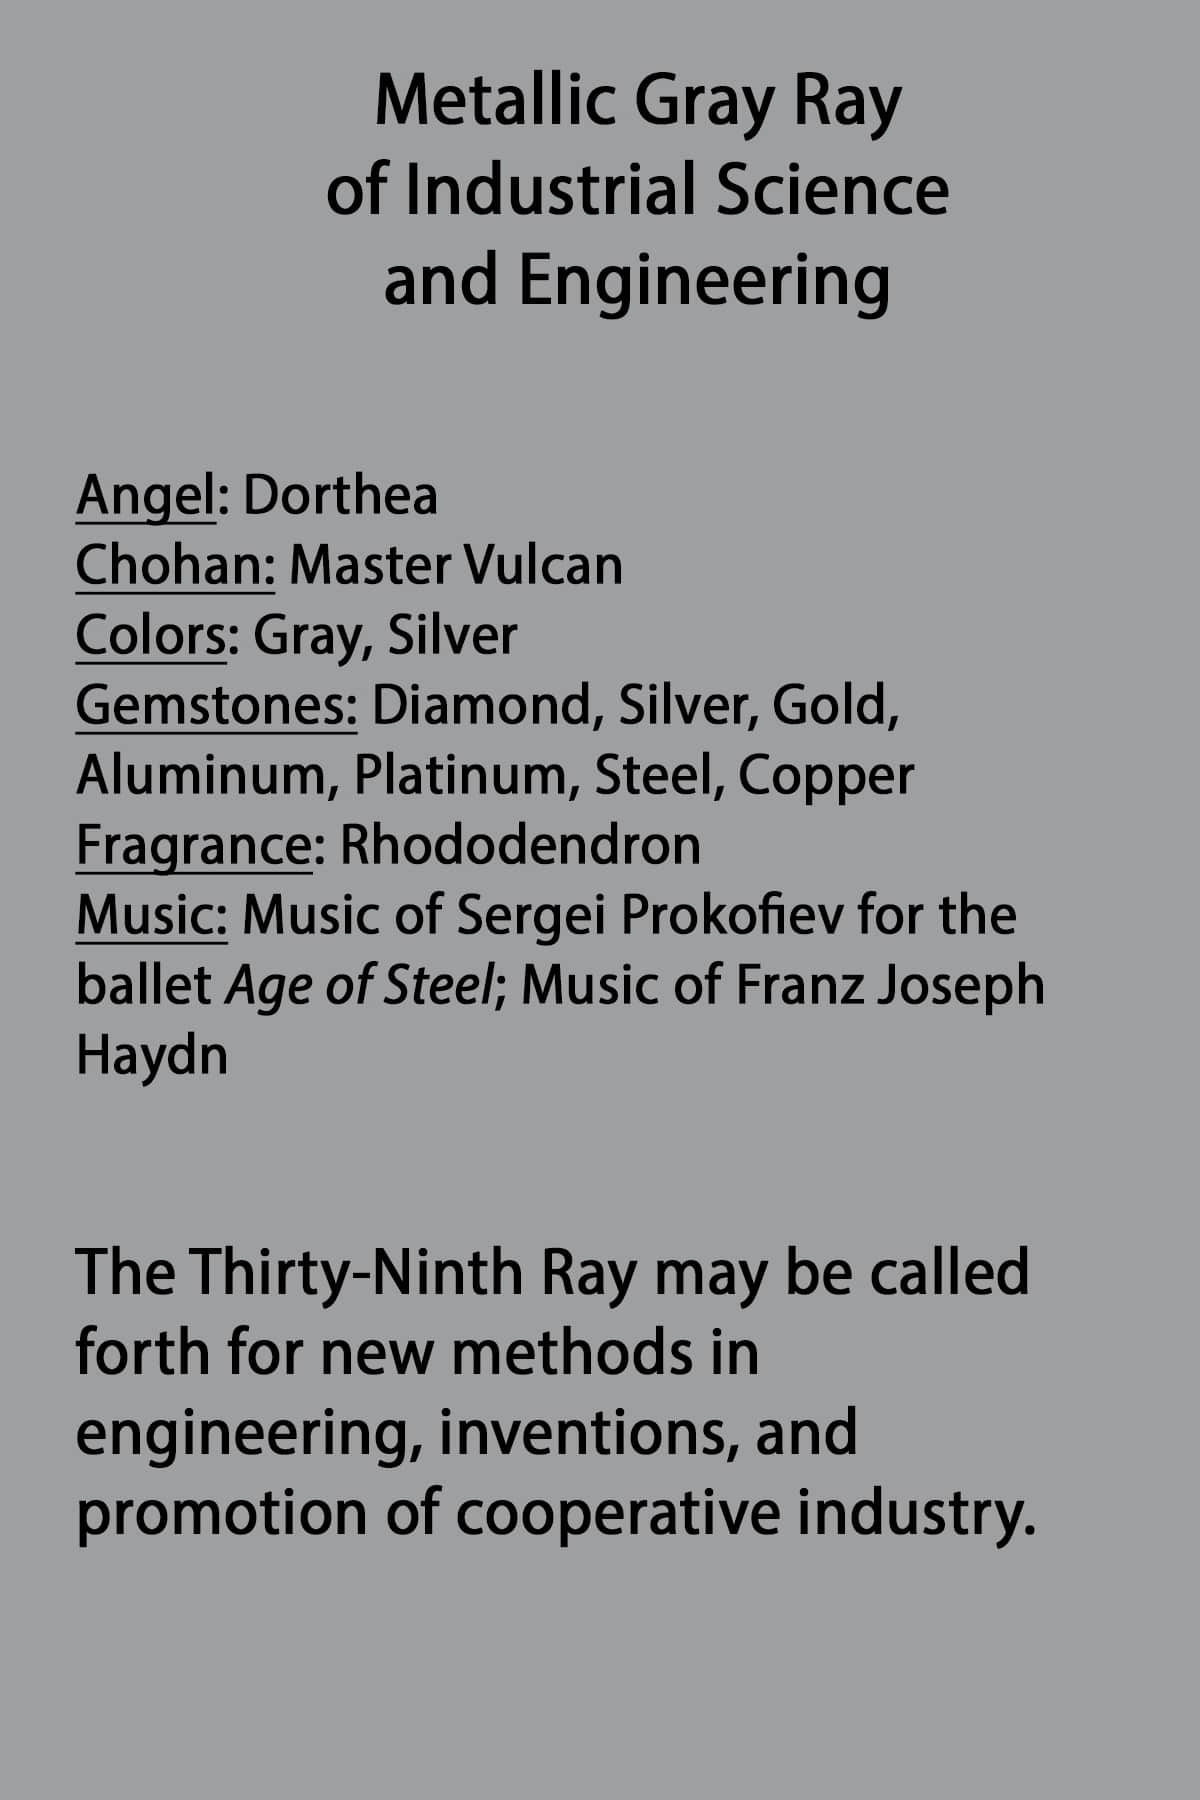 Metallic Gray Ray
of Industrial Science
and Engineering
Angel: Dorthea
Chohan: Master Vulcan
Colors: Gray, Silver
Gemstones: Diamond, Silver, Gold,
Aluminum, Platinum, Steel, Copper
Fragrance: Rhododendron
Music: Music of Sergei Prokofiev for the
ballet Age of Steel; Music of Franz Joseph
Haydn
The Thirty-Ninth Ray may be called
forth for new methods in
engineering, inventions, and
promotion of cooperative industry.